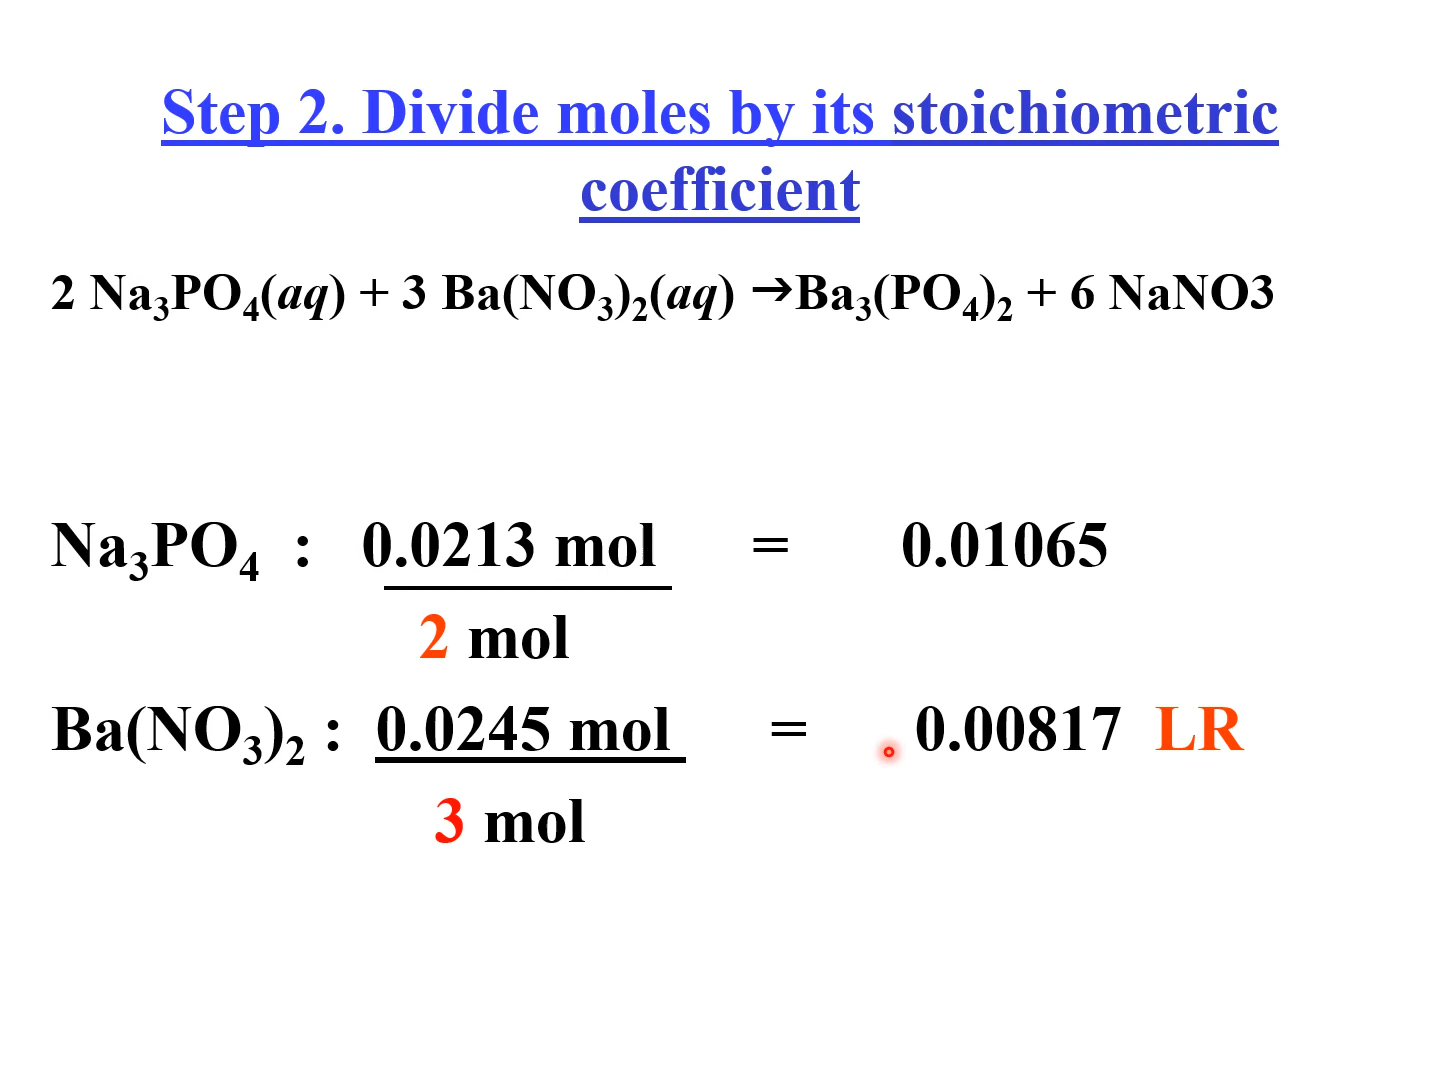 Step 2. Divide moles by its stoichiometric
coefficient
2 Na₃PO₄(aq) + 3 Ba(NO₃)₂(aq) ➔Ba₃(PO₄)₂ + 6 NaNO3
Na₃PO₄ : 0.0213 mol = 0.01065
2 mol
Ba(NO₃)₂ : 0.0245 mol = 0.00817 LR
3 mol